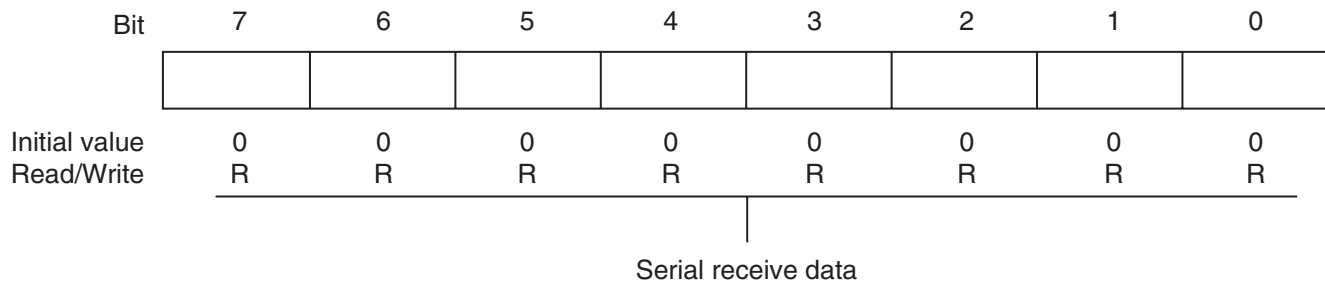 Bit 7 6 5 4 3 2 1 0
Initial value 0 0 0 0 0 0 0 0
Read/Write R R R R R R R R
Serial receive data